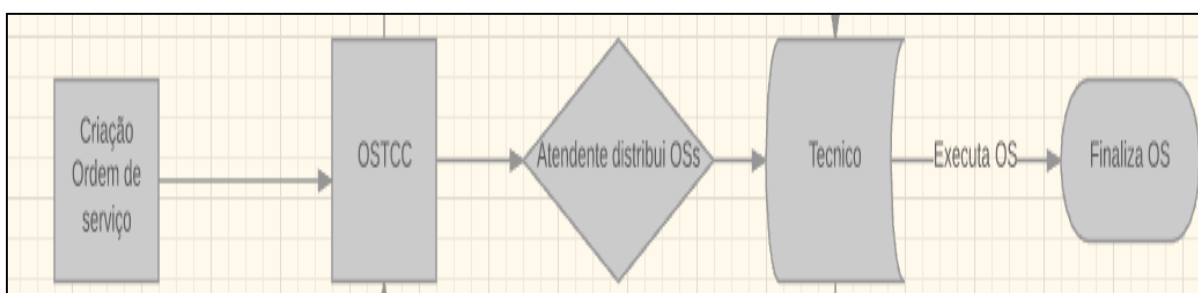 Criação
Ordem de
serviço
OSTCC
Atendente distribui OSs
Tecnico
Executa OS
Finaliza OS